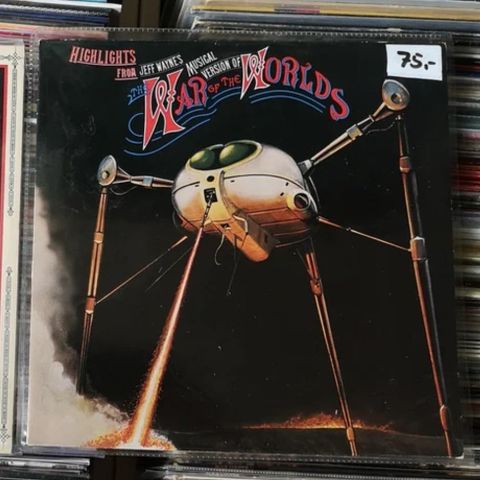 HIGHLIGHTS
FROM JEFF WAYNE'S MUSICAL VERSION OF
THE WAR OF THE WORLDS
75,-